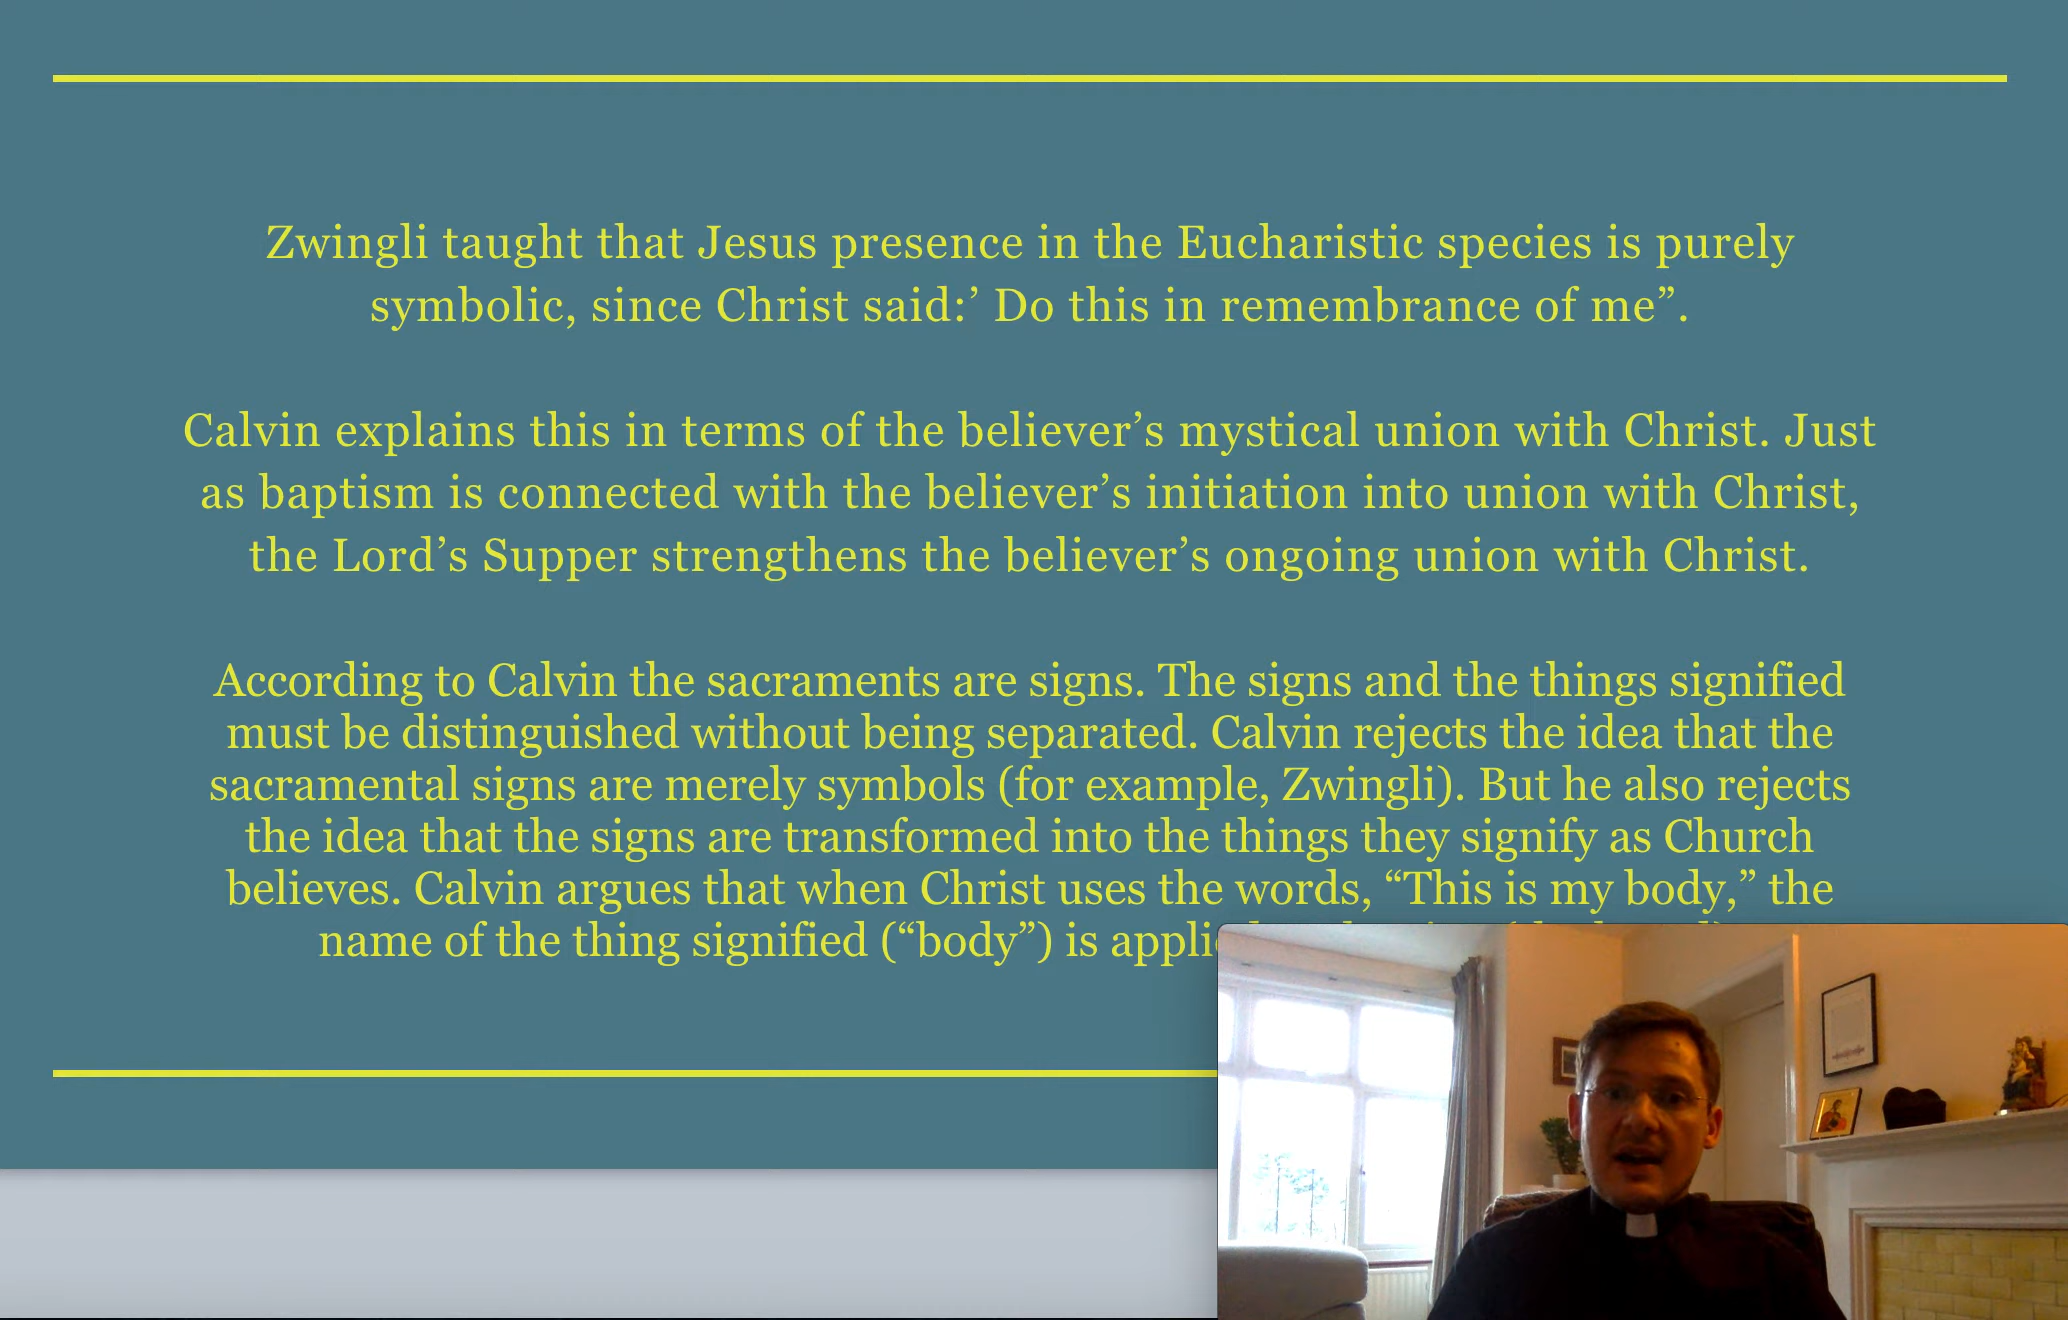 Zwingli taught that Jesus presence in the Eucharistic species is purely
symbolic, since Christ said:’ Do this in remembrance of me”.
Calvin explains this in terms of the believer’s mystical union with Christ. Just
as baptism is connected with the believer’s initiation into union with Christ,
the Lord’s Supper strengthens the believer’s ongoing union with Christ.
According to Calvin the sacraments are signs. The signs and the things signified
must be distinguished without being separated. Calvin rejects the idea that the
sacramental signs are merely symbols (for example, Zwingli). But he also rejects
the idea that the signs are transformed into the things they signify as Church
believes. Calvin argues that when Christ uses the words, “This is my body,” the
name of the thing signified (“body”) is